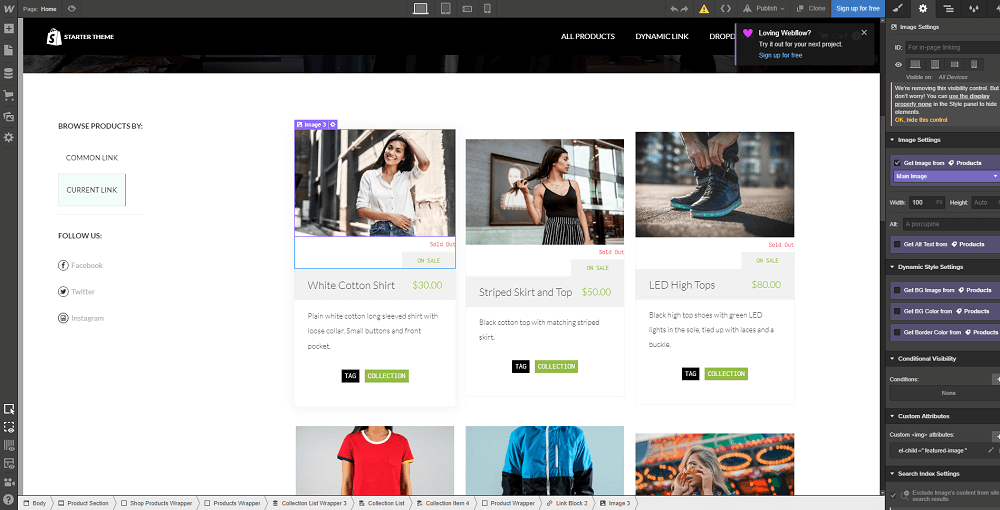 Page: Home
Publish
Clone
Sign up for free
STARTER THEME
ALL PRODUCTS
DYNAMIC LINK
Loving Webflow?
Try it out for your next project.
Sign up for free
BROWSE PRODUCTS BY:
COMMON LINK
CURRENT LINK
FOLLOW US:
Facebook
Twitter
Instagram
Image 3
Sold Out
ON SALE
White Cotton Shirt $30.00
Plain white cotton long sleeved shirt with
loose collar. Small buttons and front
pocket.
TAG COLLECTION
Sold Out
ON SALE
Striped Skirt and Top $50.00
Black cotton top with matching striped
skirt.
TAG COLLECTION
Sold Out
ON SALE
LED High Tops $80.00
Black high top shoes with green LED
lights in the sole, tied up with laces and a
buckle.
TAG COLLECTION
Image Settings
ID: For in-page linking
Visible on: All Devices
We're removing this visibility control. But
don't worry! You can use the display
property none in the Style panel to hide
elements.
OK, hide this control
Image Settings
Get Image from Products
Main Image
Width: 100 PX Height: Auto
Alt: A porcupine
Get Alt Text from Products
Dynamic Style Settings
Get BG Image from Products
Get BG Color from Products
Get Border Color from Products
Conditional Visibility
Conditions:
None
Custom Attributes
Custom <img> attributes:
el-child ="featured-image "
Search Index Settings
Exclude Image's content from site
search results
Body
Product Section
Shop Products Wrapper
Products Wrapper
Collection List Wrapper 3
Collection List
Collection Item 4
Product Wrapper
Link Block 2
Image 3